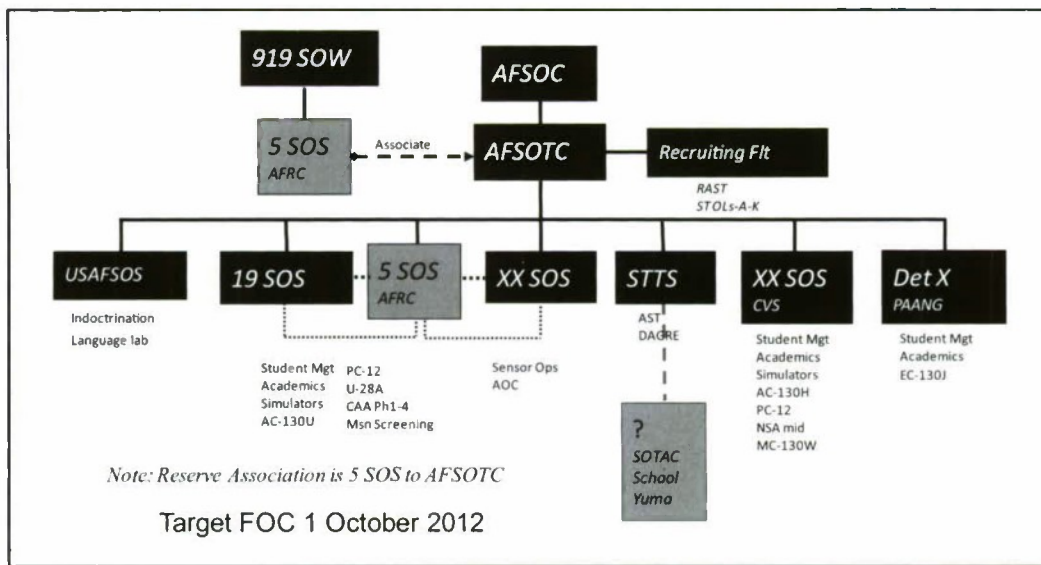 919 SOW
AFSOC
5 SOS
AFRC
Associate
AFSOTC
Recruiting Flt
RAST
STOLs-A-K
USAFSOS
19 SOS
5 SOS
AFRC
XX SOS
STTS
XX SOS
CVS
Det X
PAANG
Indoctrination
Language lab
Student Mgt
Academics
Simulators
AC-130U
PC-12
U-28A
CAA Ph1-4
Msn Screening
Sensor Ops
AOC
AST
DAGRE
?
SOTAC
School
Yuma
Student Mgt
Academics
Simulators
AC-130H
PC-12
NSA mid
MC-130W
Student Mgt
Academics
EC-130J
Note: Reserve Association is 5 SOS to AFSOTC
Target FOC 1 October 2012